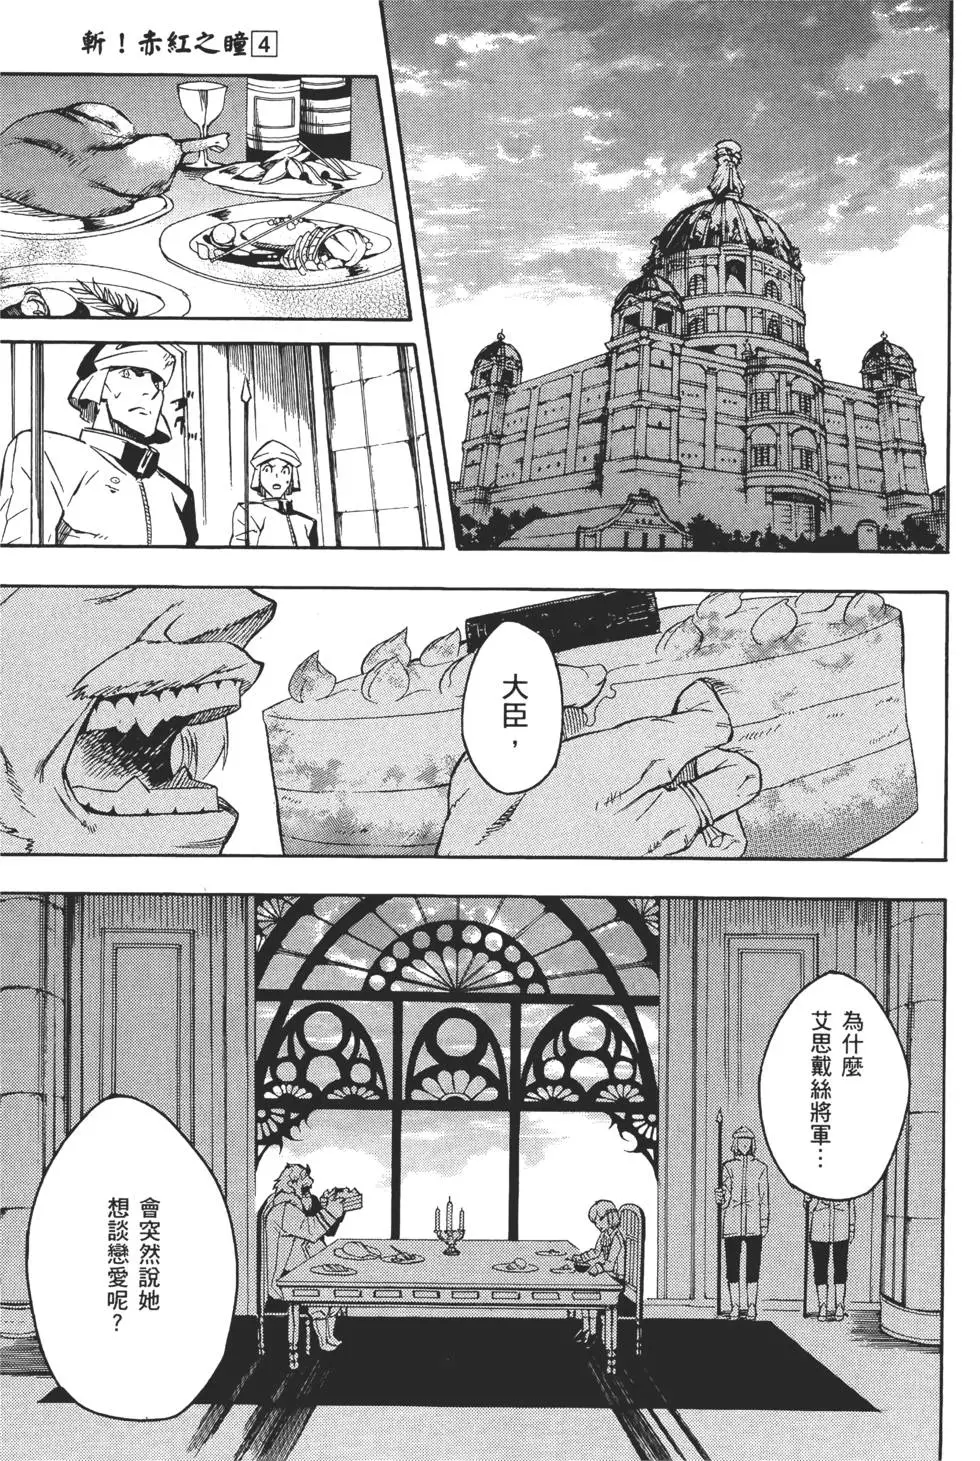 斬！赤紅之瞳 4
大臣，
為什麼
艾思戴絲將軍…
會突然說她
想談戀愛呢？